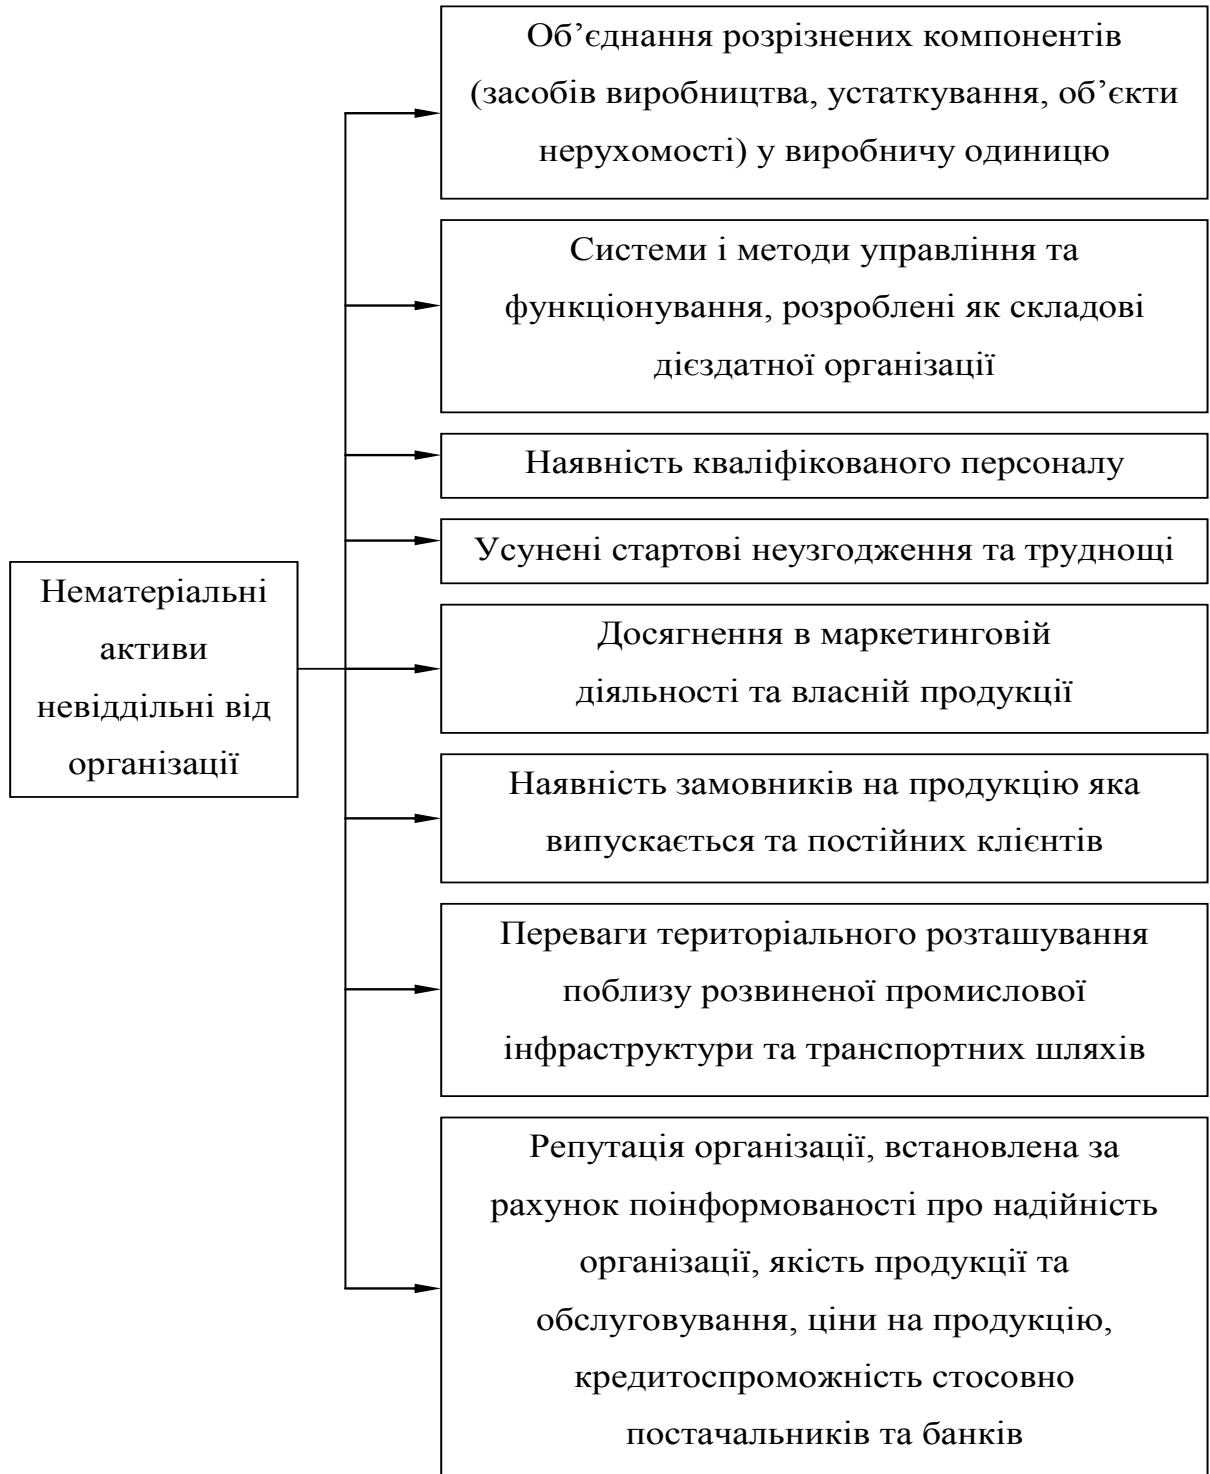 Об’єднання розрізнених компонентів
(засобів виробництва, устаткування, об’єкти
нерухомості) у виробничу одиницю
Системи і методи управління та
функціонування, розроблені як складові
дієздатної організації
Наявність кваліфікованого персоналу
Усунені стартові неузгодження та труднощі
Нематеріальні
активи
невіддільні від
організації
Досягнення в маркетинговій
діяльності та власній продукції
Наявність замовників на продукцію яка
випускається та постійних клієнтів
Переваги територіального розташування
поблизу розвиненої промислової
інфраструктури та транспортних шляхів
Репутація організації, встановлена за
рахунок поінформованості про надійність
організації, якість продукції та
обслуговування, ціни на продукцію,
кредитоспроможність стосовно
постачальників та банків